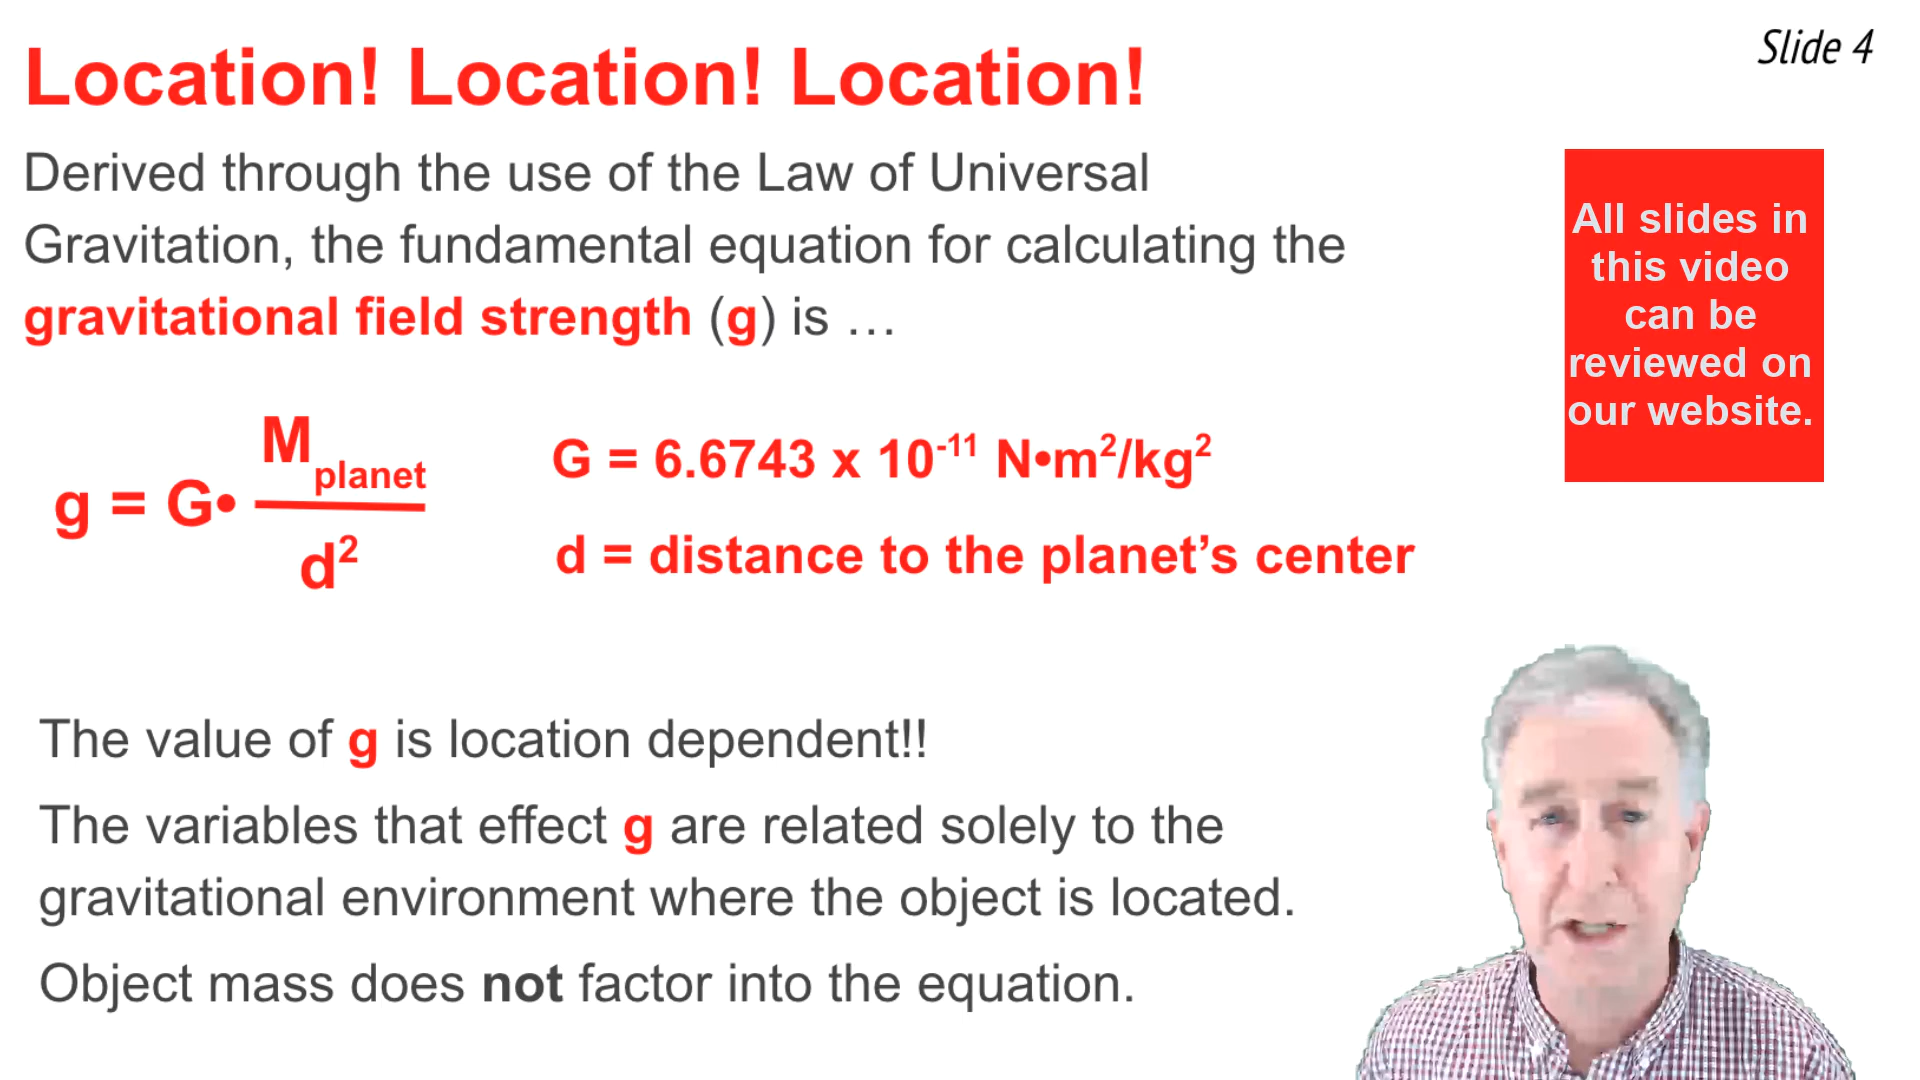 Slide 4
Location! Location! Location!
Derived through the use of the Law of Universal
Gravitation, the fundamental equation for calculating the
gravitational field strength (g) is …
All slides in
this video
can be
reviewed on
our website.
g = G• M planet / d²
G = 6.6743 x 10⁻¹¹ N•m²/kg²
d = distance to the planet’s center
The value of g is location dependent!!
The variables that effect g are related solely to the
gravitational environment where the object is located.
Object mass does not factor into the equation.